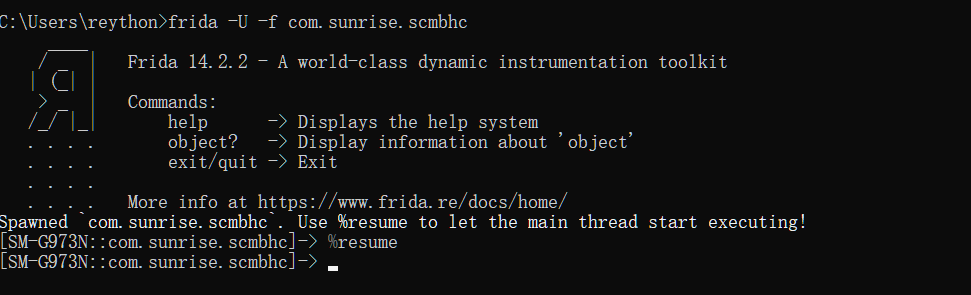 C:\Users\reython>frida -U -f com.sunrise.scmbhc
     ____
    / _  |   Frida 14.2.2 - A world-class dynamic instrumentation toolkit
   | (_| |
    > _  |   Commands:
   /_/ |_|       help      -> Displays the help system
   . . . .       object?   -> Display information about 'object'
   . . . .       exit/quit -> Exit
   . . . .
   . . . .   More info at https://www.frida.re/docs/home/
Spawned `com.sunrise.scmbhc`. Use %resume to let the main thread start executing!
[SM-G973N::com.sunrise.scmbhc]-> %resume
[SM-G973N::com.sunrise.scmbhc]-> _